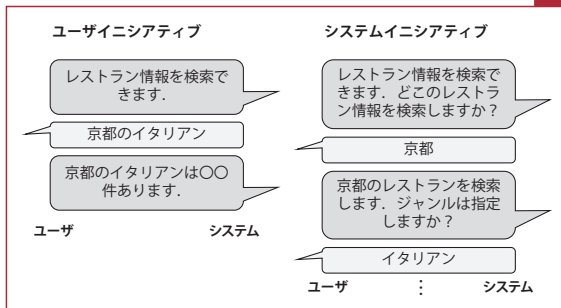 ユーザイニシアティブ
レストラン情報を検索で
きます．
京都のイタリアン
京都のイタリアンは〇〇
件あります．
ユーザ
システム
システムイニシアティブ
レストラン情報を検索で
きます．どこのレストラ
ン情報を検索しますか？
京都
京都のレストランを検索
します．ジャンルは指定
しますか？
イタリアン
ユーザ
⋮
システム